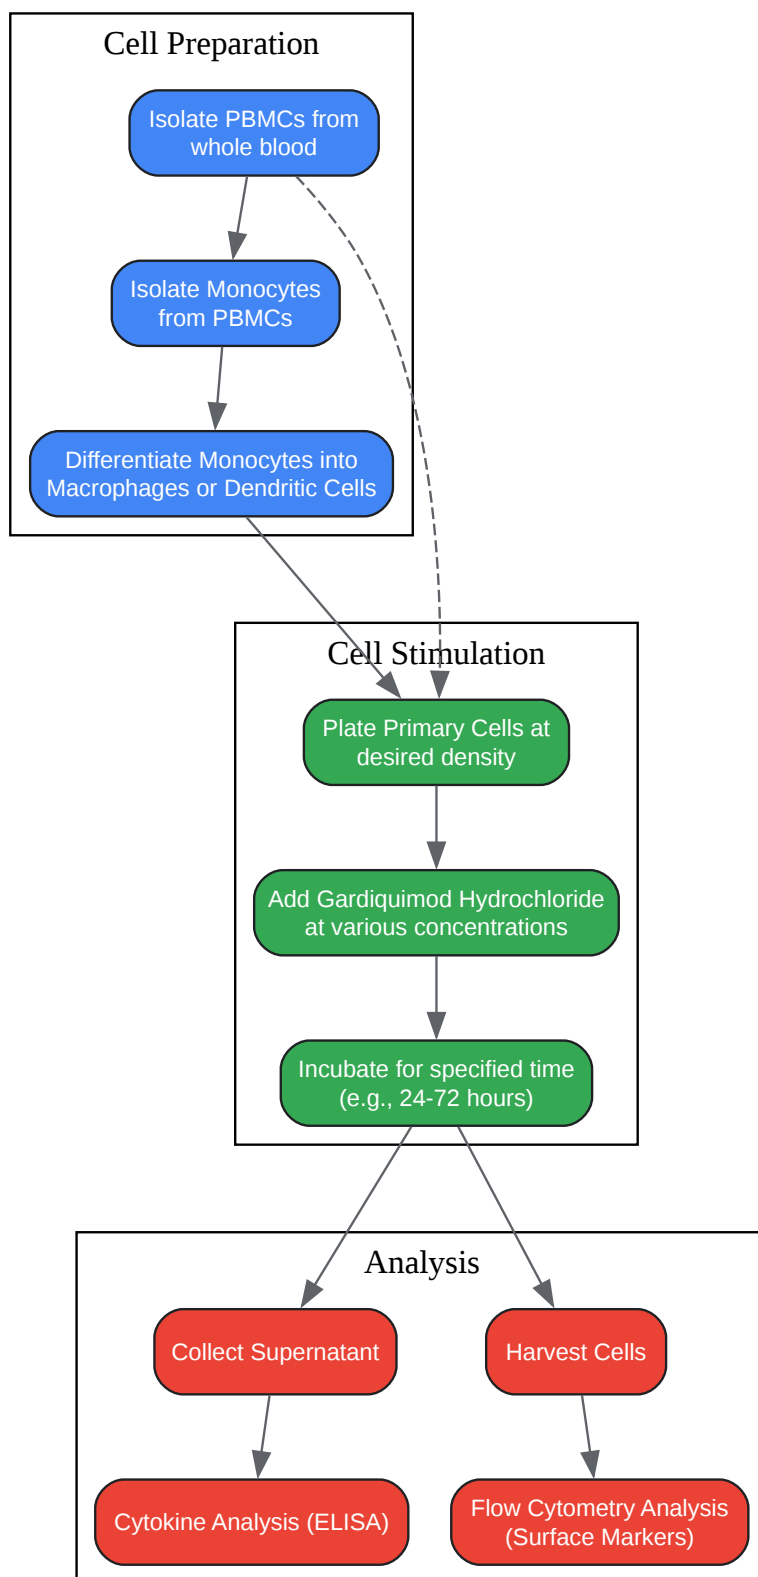 Cell Preparation
Isolate PBMCs from
whole blood
Isolate Monocytes
from PBMCs
Differentiate Monocytes into
Macrophages or Dendritic Cells
Cell Stimulation
Plate Primary Cells at
desired density
Add Gardiquimod Hydrochloride
at various concentrations
Incubate for specified time
(e.g., 24-72 hours)
Analysis
Collect Supernatant
Harvest Cells
Cytokine Analysis (ELISA)
Flow Cytometry Analysis
(Surface Markers)